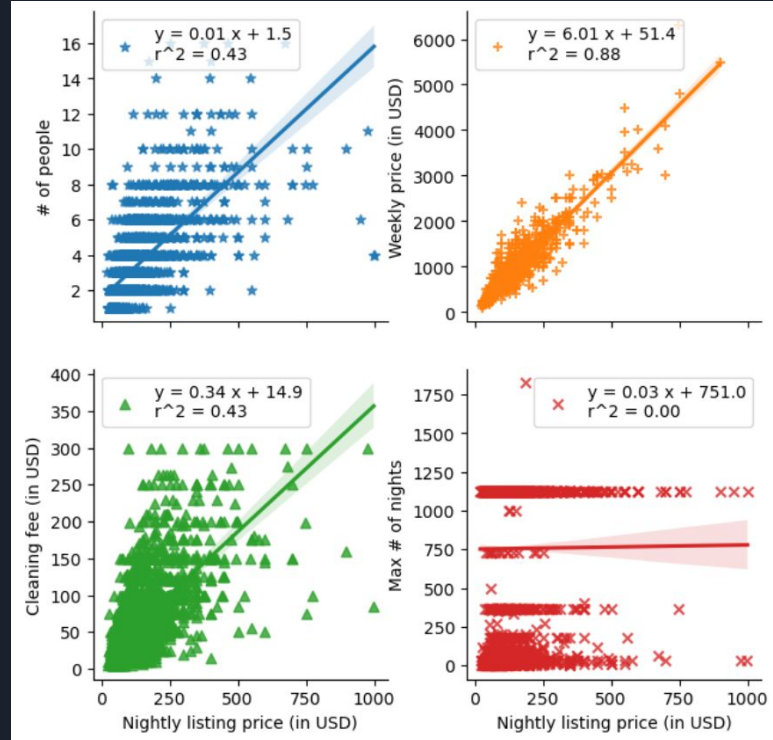 y = 0.01 x + 1.5
r^2 = 0.43
# of people
16
14
12
10
8
6
4
2
y = 6.01 x + 51.4
r^2 = 0.88
Weekly price (in USD)
6000
5000
4000
3000
2000
1000
0
y = 0.34 x + 14.9
r^2 = 0.43
Cleaning fee (in USD)
400
350
300
250
200
150
100
50
0
0 250 500 750 1000
Nightly listing price (in USD)
y = 0.03 x + 751.0
r^2 = 0.00
Max # of nights
1750
1500
1250
1000
750
500
250
0
0 250 500 750 1000
Nightly listing price (in USD)